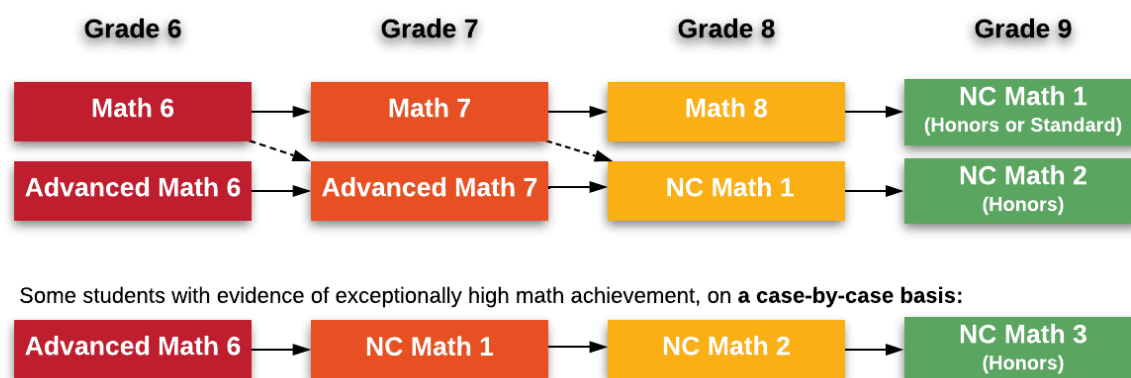 Grade 6 Grade 7 Grade 8 Grade 9
Math 6 Math 7 Math 8 NC Math 1
(Honors or Standard)
Advanced Math 6 Advanced Math 7 NC Math 1 NC Math 2
(Honors)
Some students with evidence of exceptionally high math achievement, on a case-by-case basis:
Advanced Math 6 NC Math 1 NC Math 2 NC Math 3
(Honors)